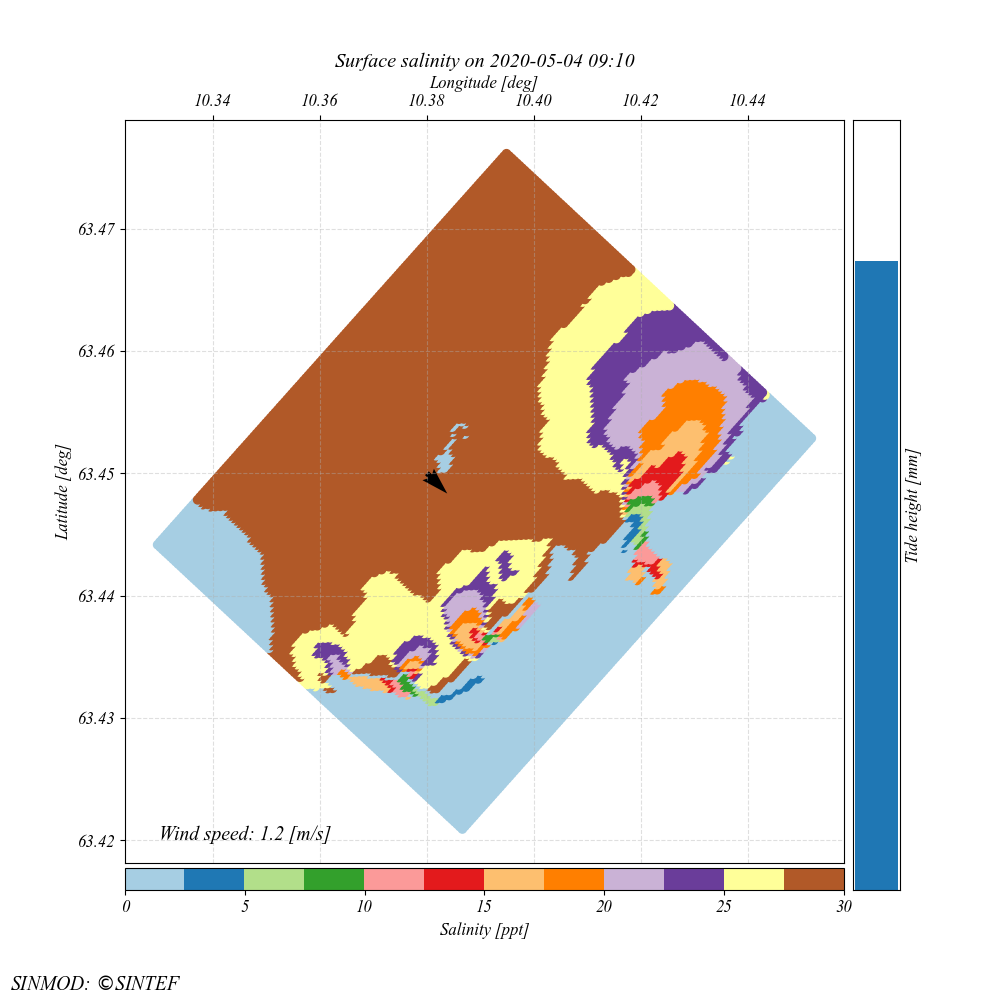 Surface salinity on 2020-05-04 09:10
Longitude [deg]
10.34 10.36 10.38 10.40 10.42 10.44
63.47
63.46
63.45
63.44
63.43
63.42
Latitude [deg]
Tide height [mm]
Wind speed: 1.2 [m/s]
0 5 10 15 20 25 30
Salinity [ppt]
SINMOD: ©SINTEF